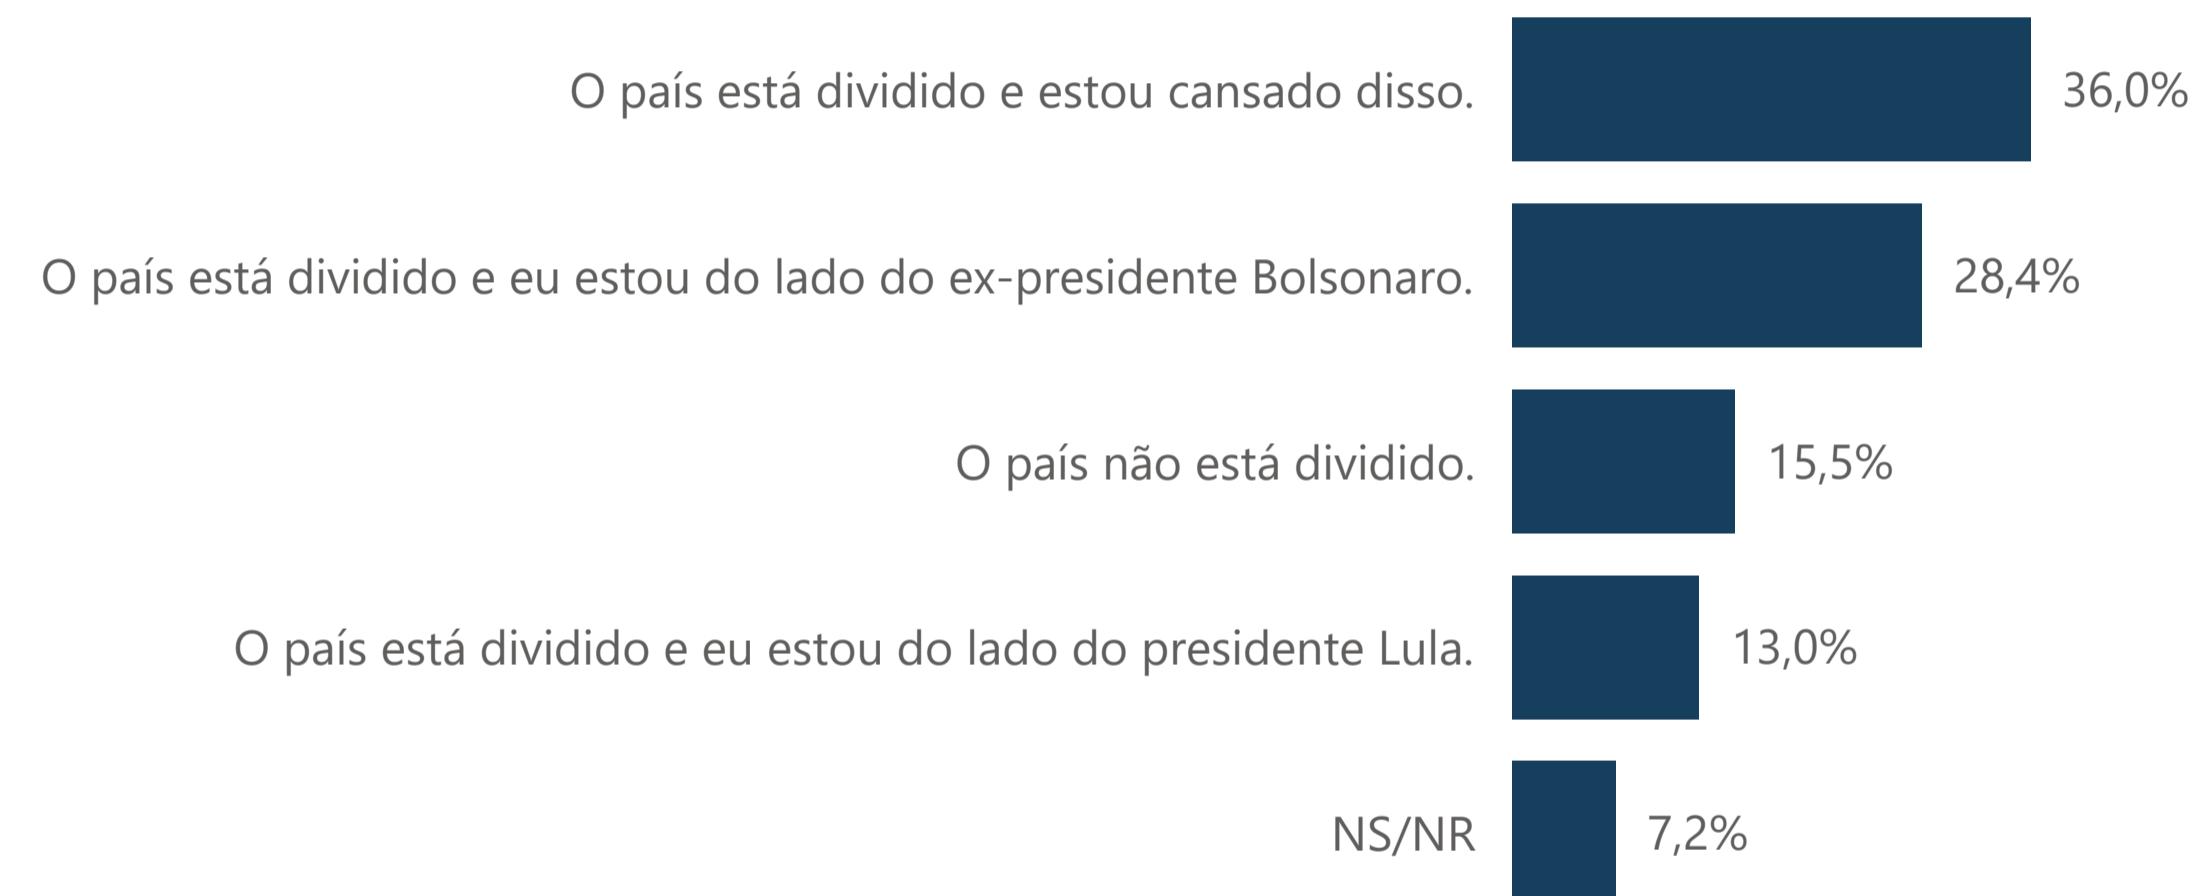 O país está dividido e estou cansado disso. 36,0%
O país está dividido e eu estou do lado do ex-presidente Bolsonaro. 28,4%
O país não está dividido. 15,5%
O país está dividido e eu estou do lado do presidente Lula. 13,0%
NS/NR 7,2%